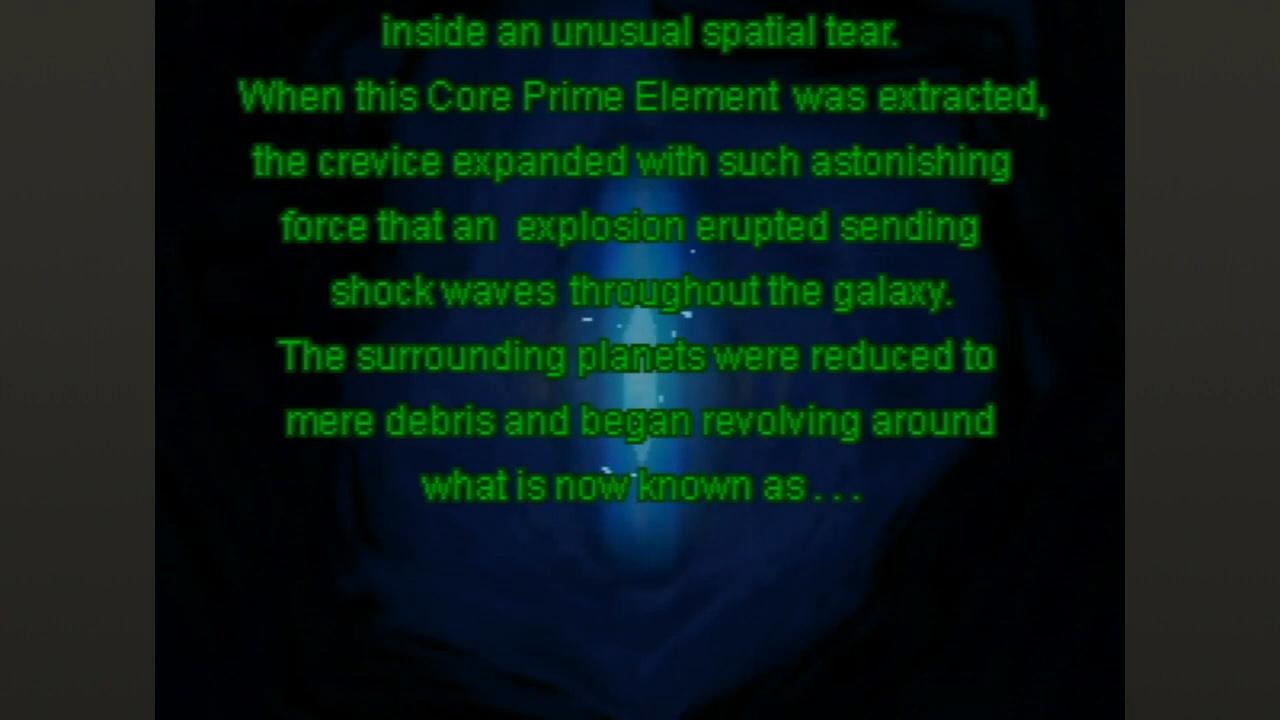 inside an unusual spatial tear.
When this Core Prime Element was extracted,
the crevice expanded with such astonishing
force that an explosion erupted sending
shock waves throughout the galaxy.
The surrounding planets were reduced to
mere debris and began revolving around
what is now known as . . .